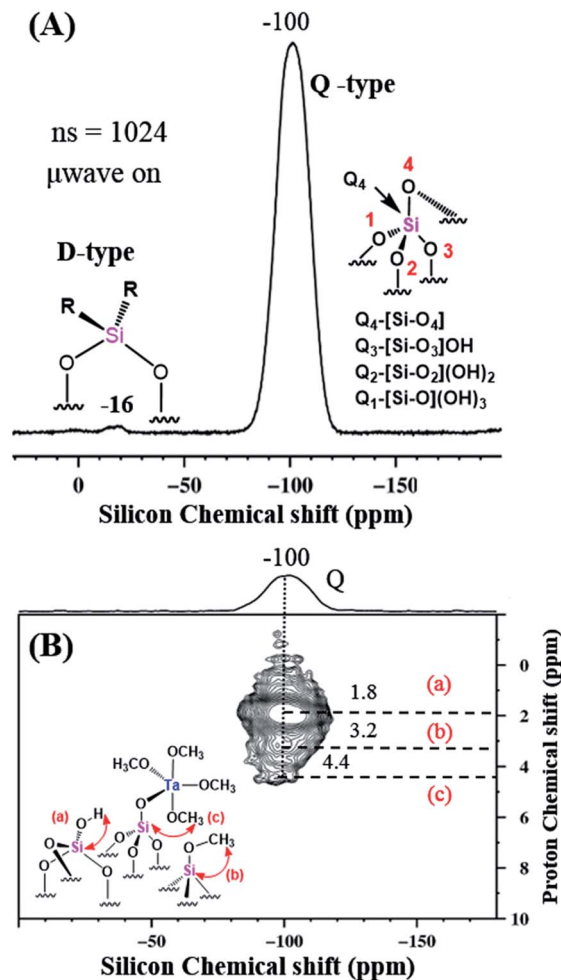 (A)
-100
Q -type
ns = 1024
μwave on
D-type
R
R
Si
O
O
-16
4
O
Q4
Si
1
O
O
3
O
2
Q₄-[Si-O₄]
Q₃-[Si-O₃]OH
Q₂-[Si-O₂](OH)₂
Q₁-[Si-O](OH)₃
0 −50 −100 −150
Silicon Chemical shift (ppm)
-100
Q
(B)
0
2
4
6
8
10
Proton Chemical shift (ppm)
1.8
(a)
3.2
(b)
4.4
(c)
OCH₃
H₃CO
Ta
OCH₃
OCH₃
O
(a)
O
H
Si
O
O
O
Si
(c)
O
O
O
O
CH₃
Si
(b)
−50 −100 −150
Silicon Chemical shift (ppm)